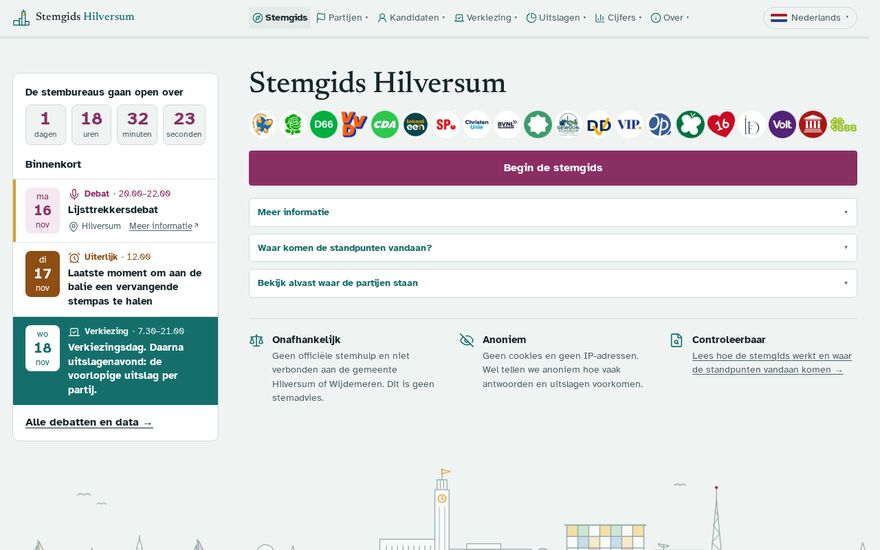 Stemgids Hilversum
Stemgids
Partijen
Kandidaten
Verkiezing
Uitslagen
Cijfers
Over
Nederlands
De stembureaus gaan open over
1
dagen
18
uren
32
minuten
23
seconden
Binnenkort
ma
16
nov
Debat · 20.00–22.00
Lijsttrekkersdebat
Hilversum Meer informatie↗
di
17
nov
Uiterlijk · 12.00
Laatste moment om aan de
balie een vervangende
stempas te halen
wo
18
nov
Verkiezing · 7.30–21.00
Verkiezingsdag. Daarna
uitslagenavond: de
voorlopige uitslag per
partij.
Alle debatten en data →
Stemgids Hilversum
D66
VVD
CDA
lokaal
een
SP
Christen
Unie
BVNL
VIP.
16
Volt
BBB
Begin de stemgids
Meer informatie
Waar komen de standpunten vandaan?
Bekijk alvast waar de partijen staan
Onafhankelijk
Geen officiële stemhulp en niet
verbonden aan de gemeente
Hilversum of Wijdemeren. Dit is geen
stemadvies.
Anoniem
Geen cookies en geen IP-adressen.
Wel tellen we anoniem hoe vaak
antwoorden en uitslagen voorkomen.
Controleerbaar
Lees hoe de stemgids werkt en waar
de standpunten vandaan komen →